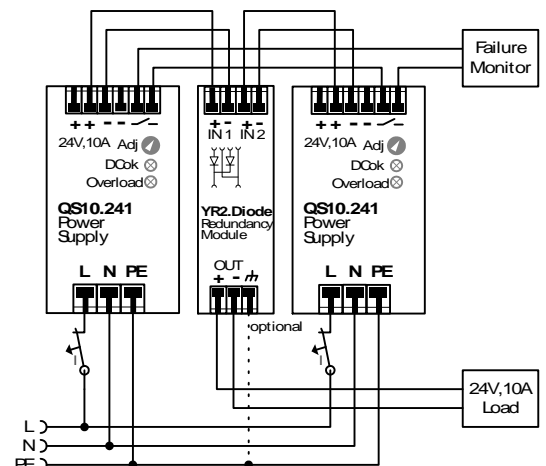 Failure
Monitor
+ + - -
24V,10A Adj
DCok
Overload
QS10.241
Power
Supply
L N PE
+ - + -
IN 1 IN 2
YR2.Diode
Redundancy
Module
OUT
+ -
optional
+ + - -
24V,10A Adj
DCok
Overload
QS10.241
Power
Supply
L N PE
I
I
24V,10A
Load
L
N
PE